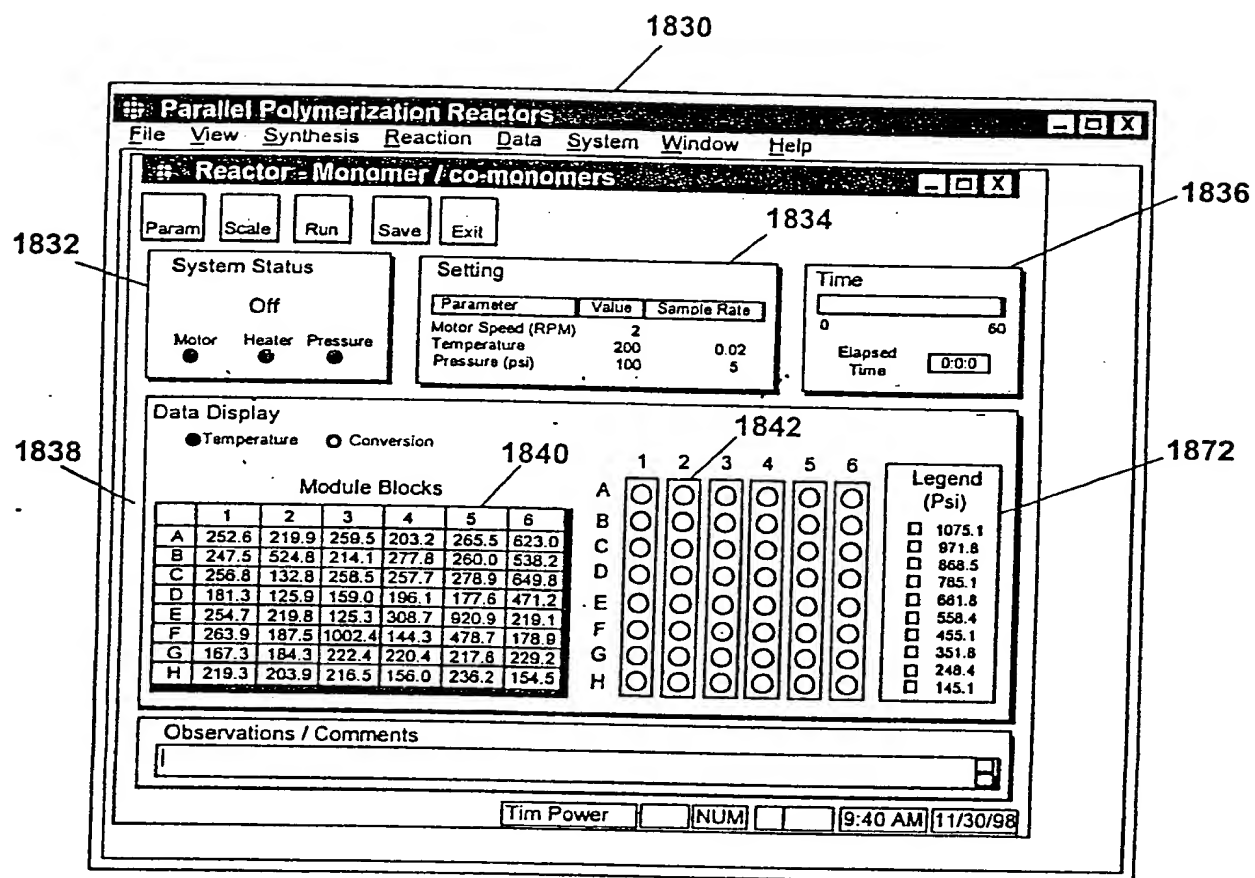 1830
Parallel Polymerization Reactors
File View Synthesis Reaction Data System Window Help
Reactor - Monomer / co-monomers
Param Scale Run Save Exit
1832
1834
1836
System Status
Off
Motor Heater Pressure
Setting
Parameter Value Sample Rate
Motor Speed (RPM) 2
Temperature 200 0.02
Pressure (psi) 100 5
Time
0 60
Elapsed Time 0:0:0
1838
Data Display
Temperature Conversion
1840
1842
1872
Module Blocks
1 2 3 4 5 6
A 252.6 219.9 259.5 203.2 265.5 623.0
B 247.5 524.8 214.1 277.8 260.0 538.2
C 256.8 132.8 258.5 257.7 278.9 649.8
D 181.3 125.9 159.0 196.1 177.6 471.2
E 254.7 219.8 125.3 308.7 920.9 219.1
F 263.9 187.5 1002.4 144.3 478.7 178.9
G 167.3 184.3 222.4 220.4 217.6 229.2
H 219.3 203.9 216.5 156.0 236.2 154.5
1 2 3 4 5 6
A
B
C
D
E
F
G
H
Legend
(Psi)
1075.1
971.8
868.5
785.1
661.8
558.4
455.1
351.8
248.4
145.1
Observations / Comments
Tim Power NUM 9:40 AM 11/30/98